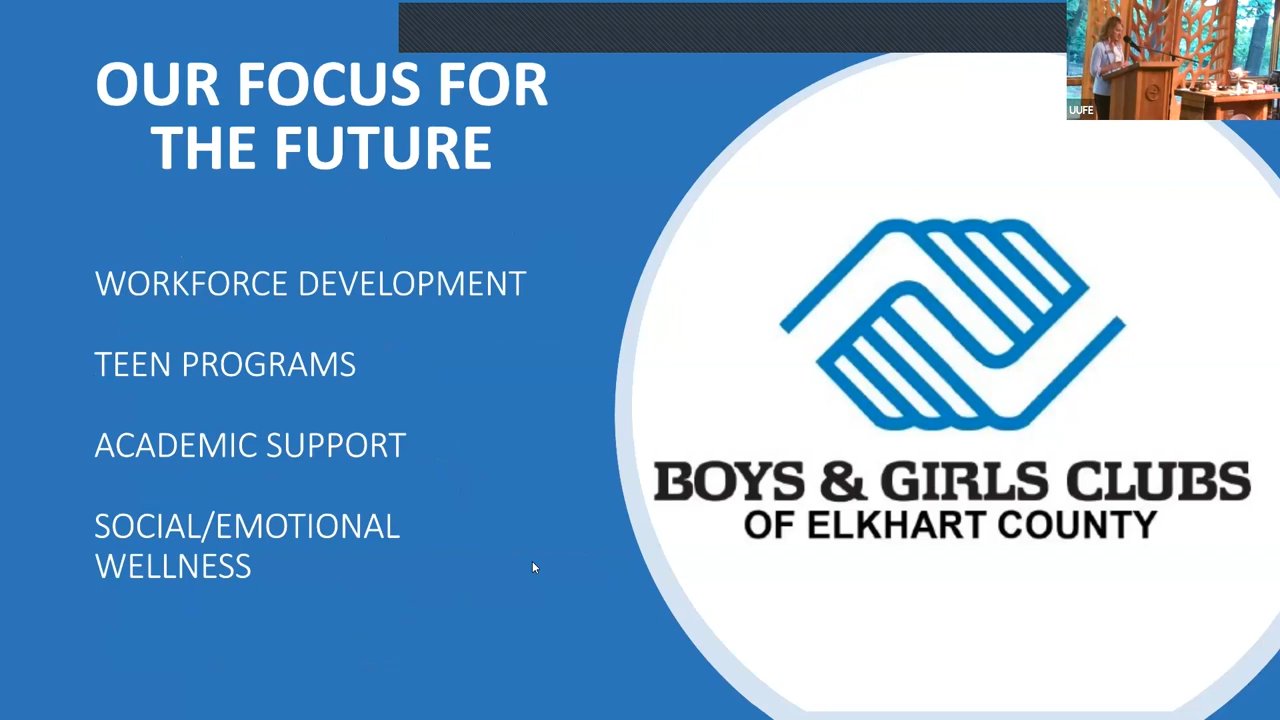 OUR FOCUS FOR
THE FUTURE
WORKFORCE DEVELOPMENT
TEEN PROGRAMS
ACADEMIC SUPPORT
SOCIAL/EMOTIONAL
WELLNESS
BOYS & GIRLS CLUBS
OF ELKHART COUNTY
UUFE